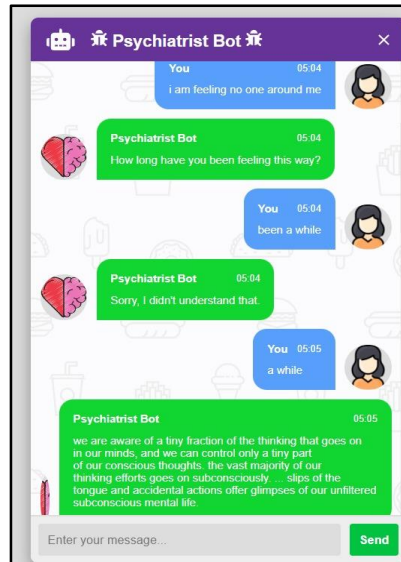 Psychiatrist Bot
You 05:04
i am feeling no one around me
Psychiatrist Bot 05:04
How long have you been feeling this way?
You 05:04
been a while
Psychiatrist Bot 05:04
Sorry, I didn't understand that.
You 05:05
a while
Psychiatrist Bot 05:05
we are aware of a tiny fraction of the thinking that goes on
in our minds, and we can control only a tiny part
of our conscious thoughts. the vast majority of our
thinking efforts goes on subconsciously. ... slips of the
tongue and accidental actions offer glimpses of our unfiltered
subconscious mental life.
Enter your message...
Send